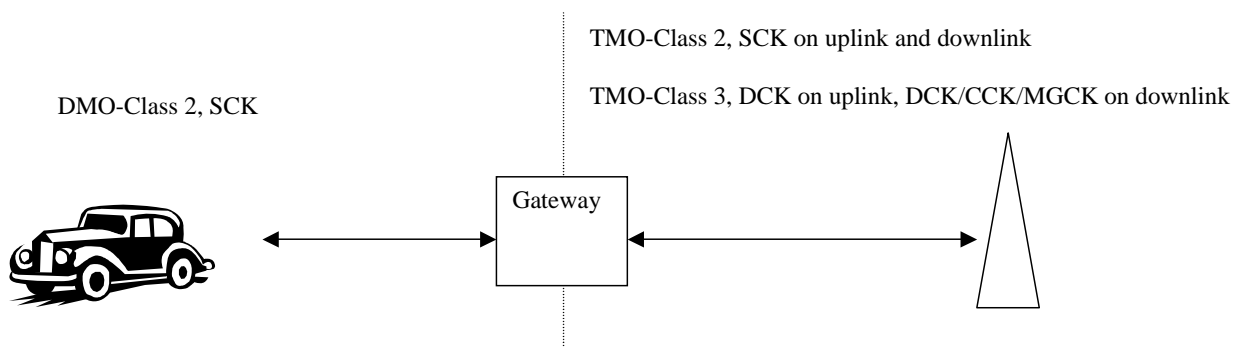 TMO-Class 2, SCK on uplink and downlink
TMO-Class 3, DCK on uplink, DCK/CCK/MGCK on downlink
DMO-Class 2, SCK
Gateway